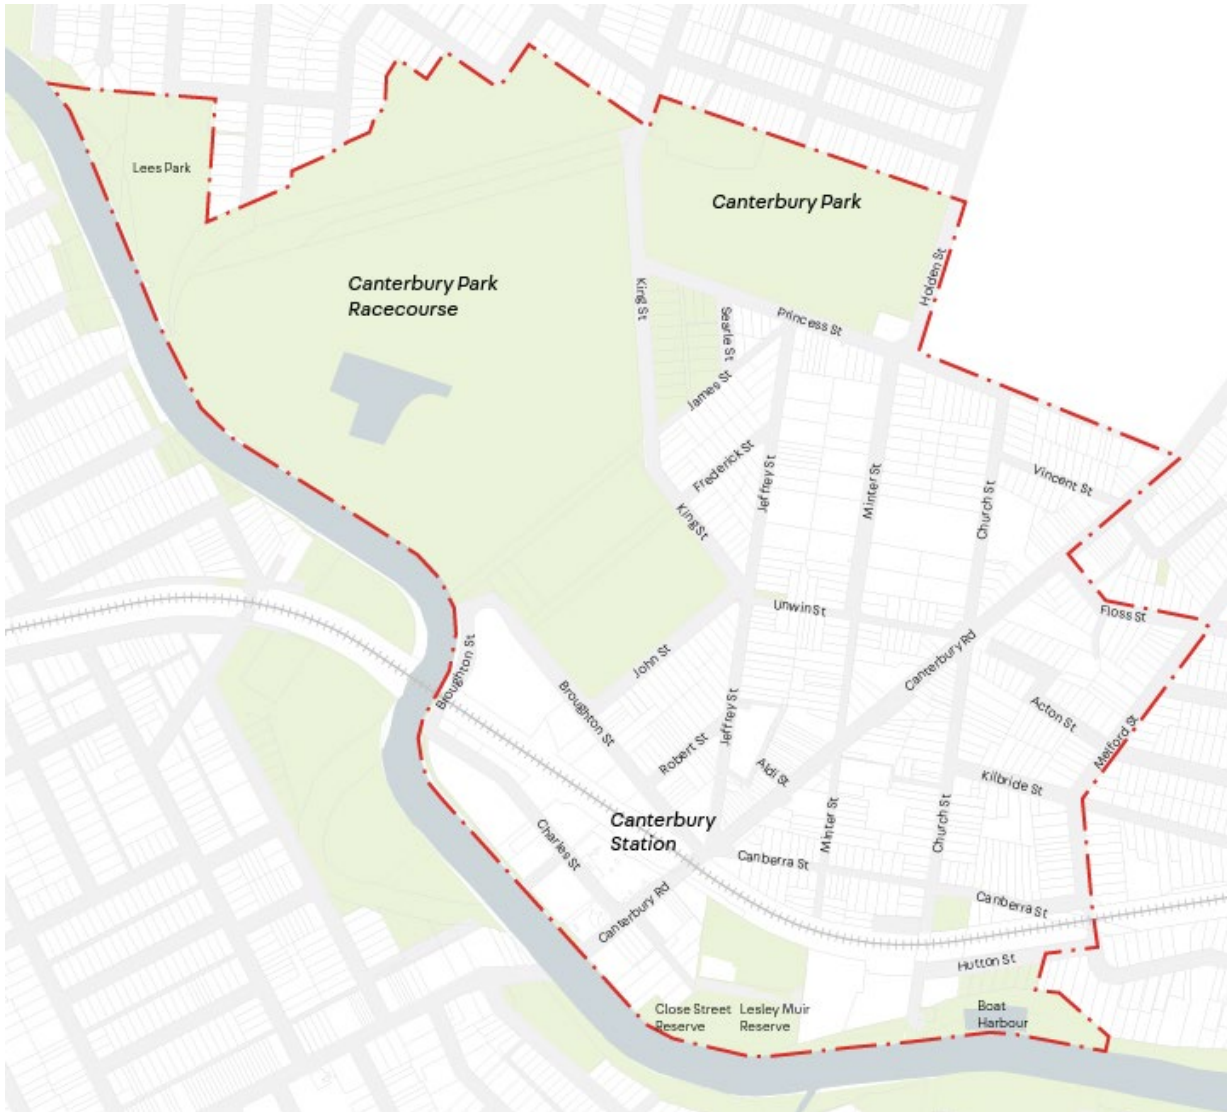 Lees Park
Canterbury Park
Canterbury Park
Racecourse
Holden St
King St
Searle St
Princess St
James St
Frederick St
Jeffrey St
Minter St
Church St
Vincent St
King St
Unwin St
Floss St
Canterbury Rd
John St
Broughton St
Broughton St
Acton St
Melford St
Jeffrey St
Robert St
Aldi St
Kilbride St
Canterbury
Station
Charles St
Minter St
Church St
Canberra St
Canterbury Rd
Canberra St
Hutton St
Close Street
Reserve
Lesley Muir
Reserve
Boat
Harbour